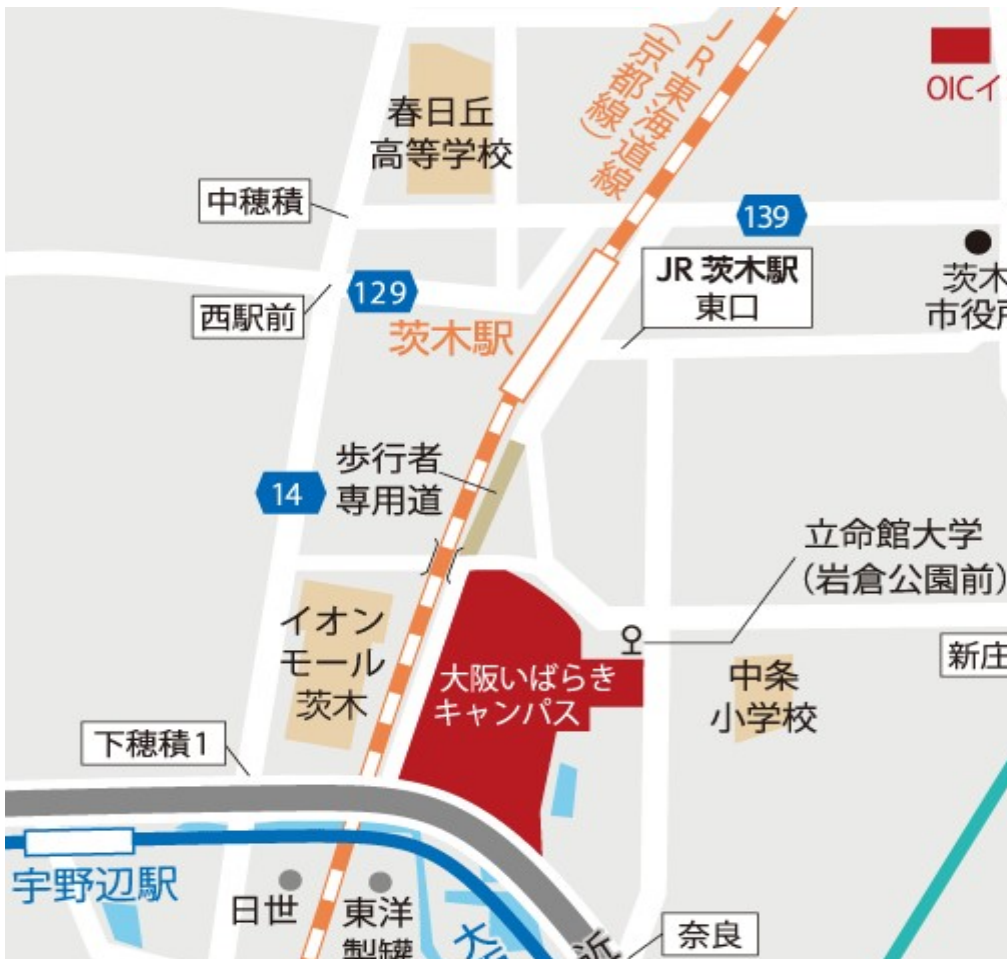 JR東海道線
（京都線）
OICイ
春日丘
高等学校
中穂積
139
JR 茨木駅
東口
茨木
市役所
129
西駅前
茨木駅
歩行者
専用道
14
立命館大学
（岩倉公園前）
イオン
モール
茨木
大阪いばらき
キャンパス
中条
小学校
新庄
下穂積1
宇野辺駅
日世
東洋
製罐
大
近
奈良